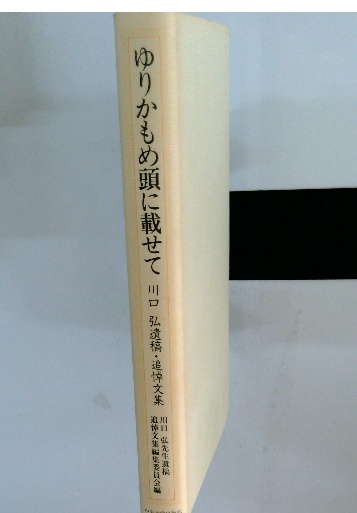 ゆりかもめ頭に載せて
川口 弘遺稿・追悼文集
川口 弘先生遺稿
追悼文集編集委員会編